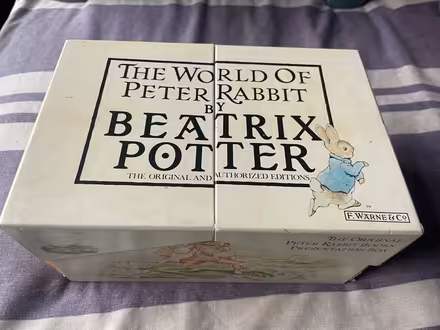 THE WORLD OF
PETER RABBIT
BY
BEATRIX
POTTER
THE ORIGINAL AND AUTHORIZED EDITIONS
F. WARNE & Co
THE ORIGINAL
PETER RABBIT BOOKS
PRESENTATION BOX